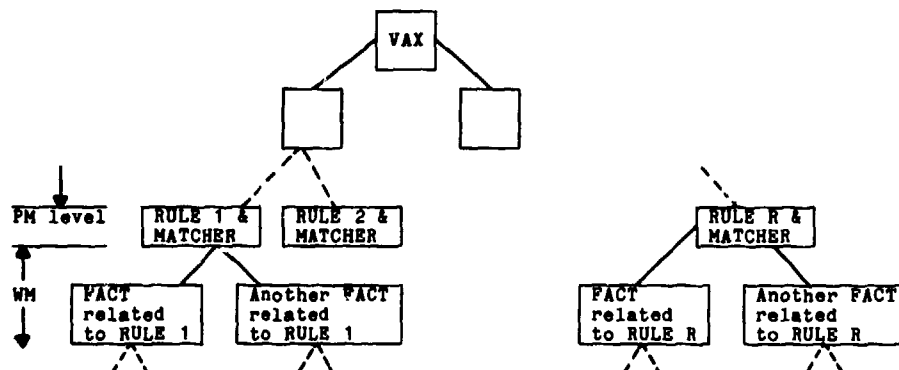 VAX
PM level
RULE 1 &
MATCHER
RULE 2 &
MATCHER
RULE R &
MATCHER
WM
FACT
related
to RULE 1
Another FACT
related
to RULE 1
FACT
related
to RULE R
Another FACT
related
to RULE R